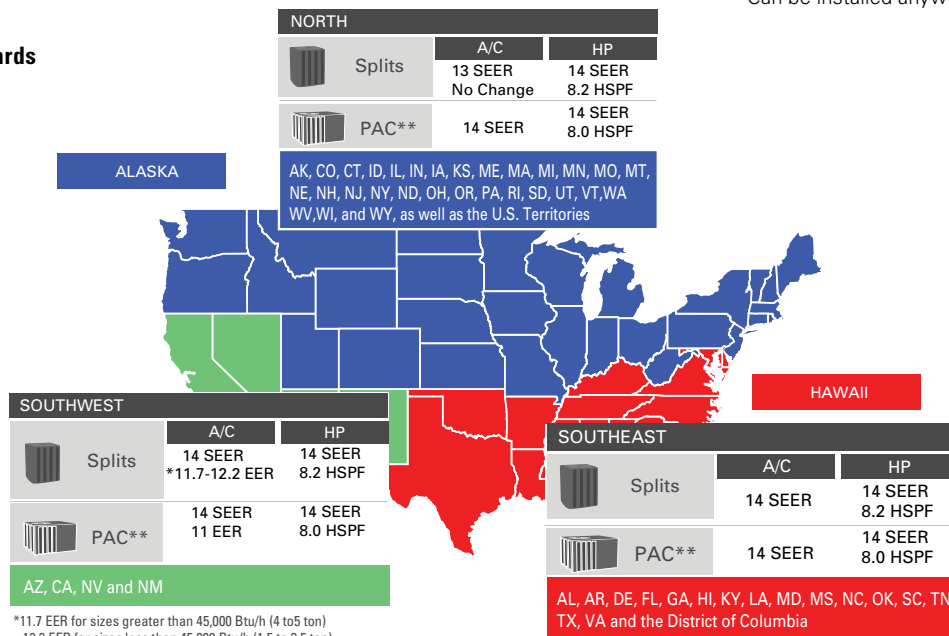 Can be installed anyw
ards
NORTH
A/C HP
Splits 13 SEER 14 SEER
No Change 8.2 HSPF
PAC** 14 SEER 14 SEER
8.0 HSPF
AK, CO, CT, ID, IL, IN, IA, KS, ME, MA, MI, MN, MO, MT,
NE, NH, NJ, NY, ND, OH, OR, PA, RI, SD, UT, VT,WA
WV,WI, and WY, as well as the U.S. Territories
ALASKA
HAWAII
SOUTHWEST
A/C HP
Splits 14 SEER 14 SEER
*11.7-12.2 EER 8.2 HSPF
PAC** 14 SEER 14 SEER
11 EER 8.0 HSPF
AZ, CA, NV and NM
*11.7 EER for sizes greater than 45,000 Btu/h (4 to5 ton)
SOUTHEAST
A/C HP
Splits 14 SEER 14 SEER
8.2 HSPF
PAC** 14 SEER 14 SEER
8.0 HSPF
AL, AR, DE, FL, GA, HI, KY, LA, MD, MS, NC, OK, SC, TN
TX, VA and the District of Columbia